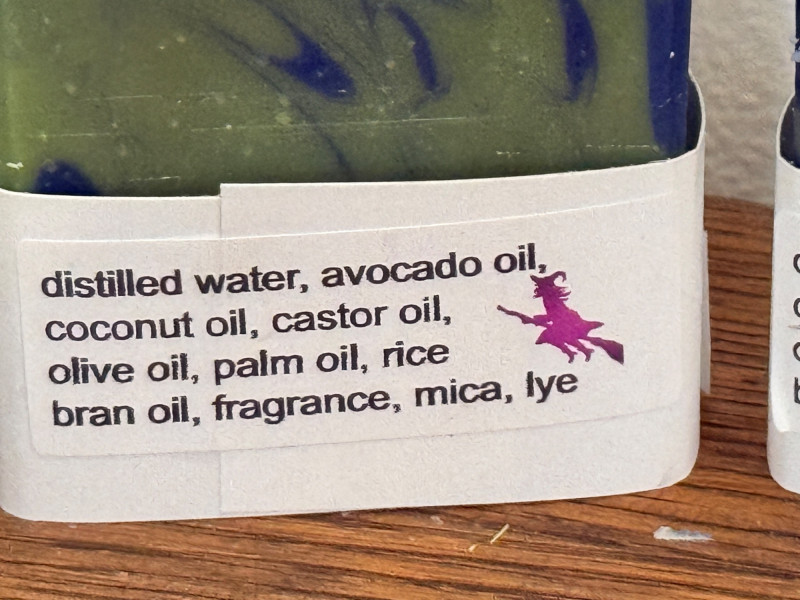 distilled water, avocado oil,
coconut oil, castor oil,
olive oil, palm oil, rice
bran oil, fragrance, mica, lye